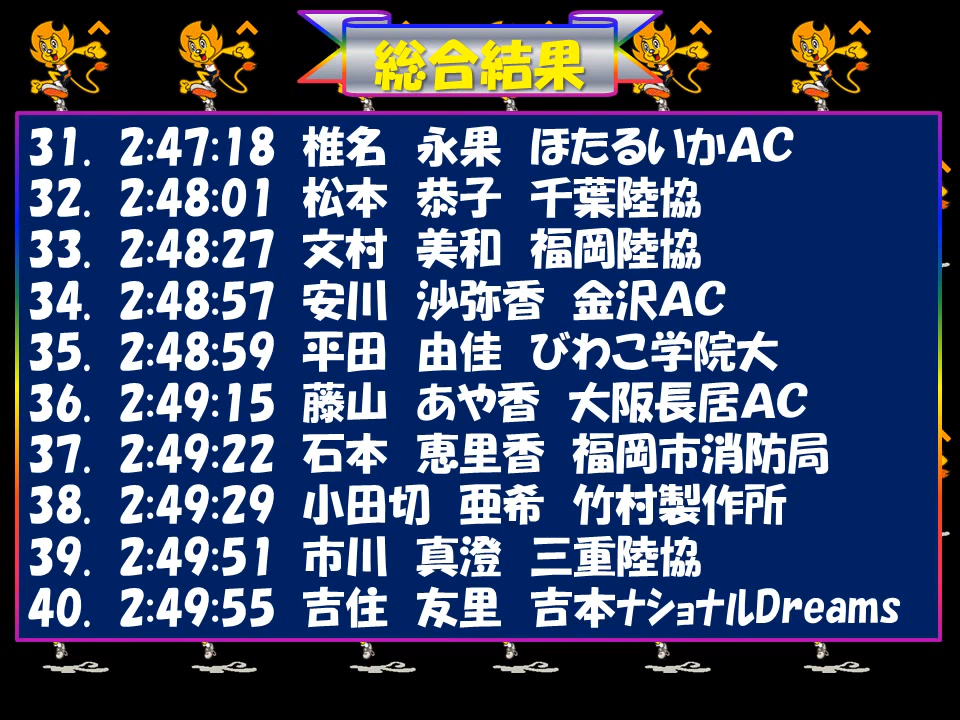 総合結果
31. 2:47:18 椎名 永果 ほたるいかAC
32. 2:48:01 松本 恭子 千葉陸協
33. 2:48:27 文村 美和 福岡陸協
34. 2:48:57 安川 沙弥香 金沢AC
35. 2:48:59 平田 由佳 びわこ学院大
36. 2:49:15 藤山 あや香 大阪長居AC
37. 2:49:22 石本 恵里香 福岡市消防局
38. 2:49:29 小田切 亜希 竹村製作所
39. 2:49:51 市川 真澄 三重陸協
40. 2:49:55 吉住 友里 吉本ナショナルDreams